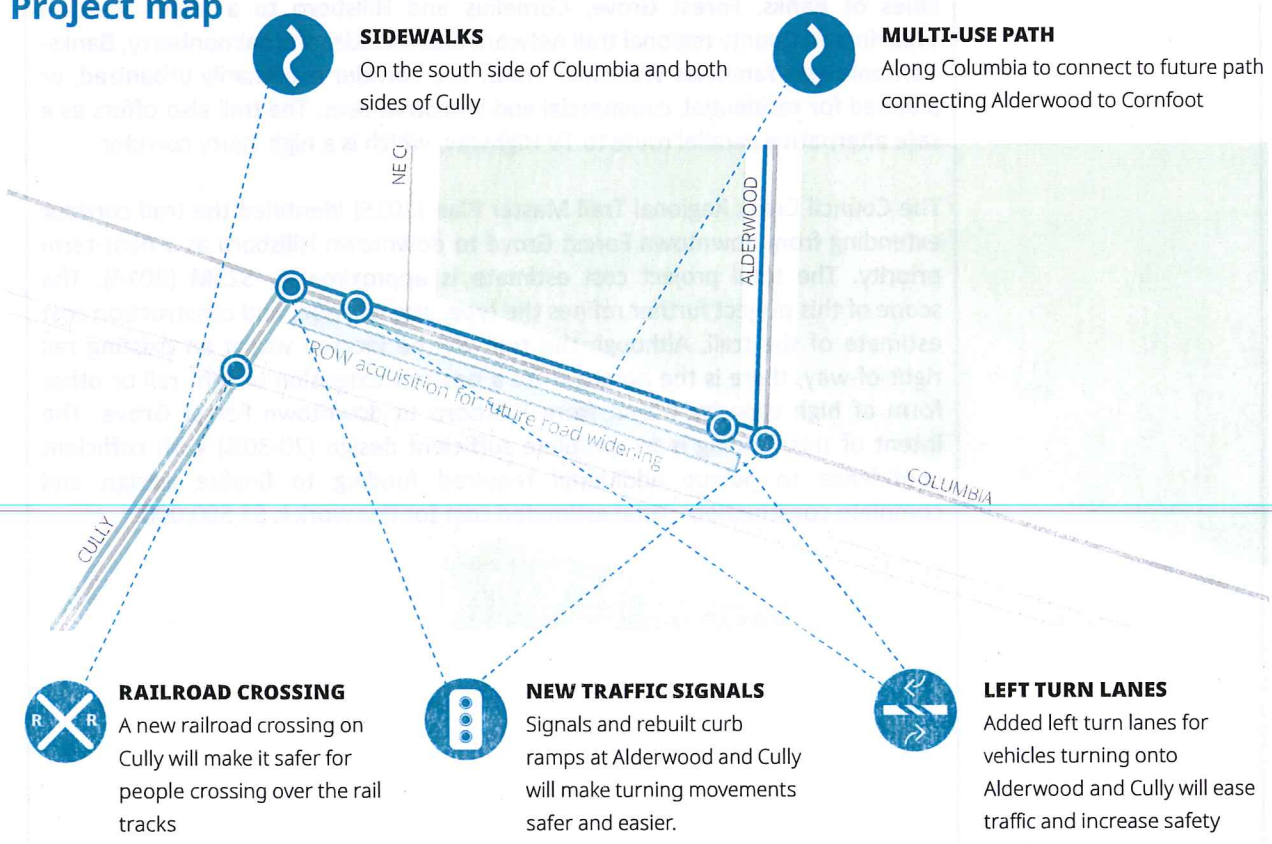 Project map
SIDEWALKS
On the south side of Columbia and both
sides of Cully
MULTI-USE PATH
Along Columbia to connect to future path
connecting Alderwood to Cornfoot
NE C
ALDERWOOD
ROW acquisition for future road widening
COLUMBIA
CULLY
R R
RAILROAD CROSSING
A new railroad crossing on
Cully will make it safer for
people crossing over the rail
tracks
NEW TRAFFIC SIGNALS
Signals and rebuilt curb
ramps at Alderwood and Cully
will make turning movements
safer and easier.
LEFT TURN LANES
Added left turn lanes for
vehicles turning onto
Alderwood and Cully will ease
traffic and increase safety